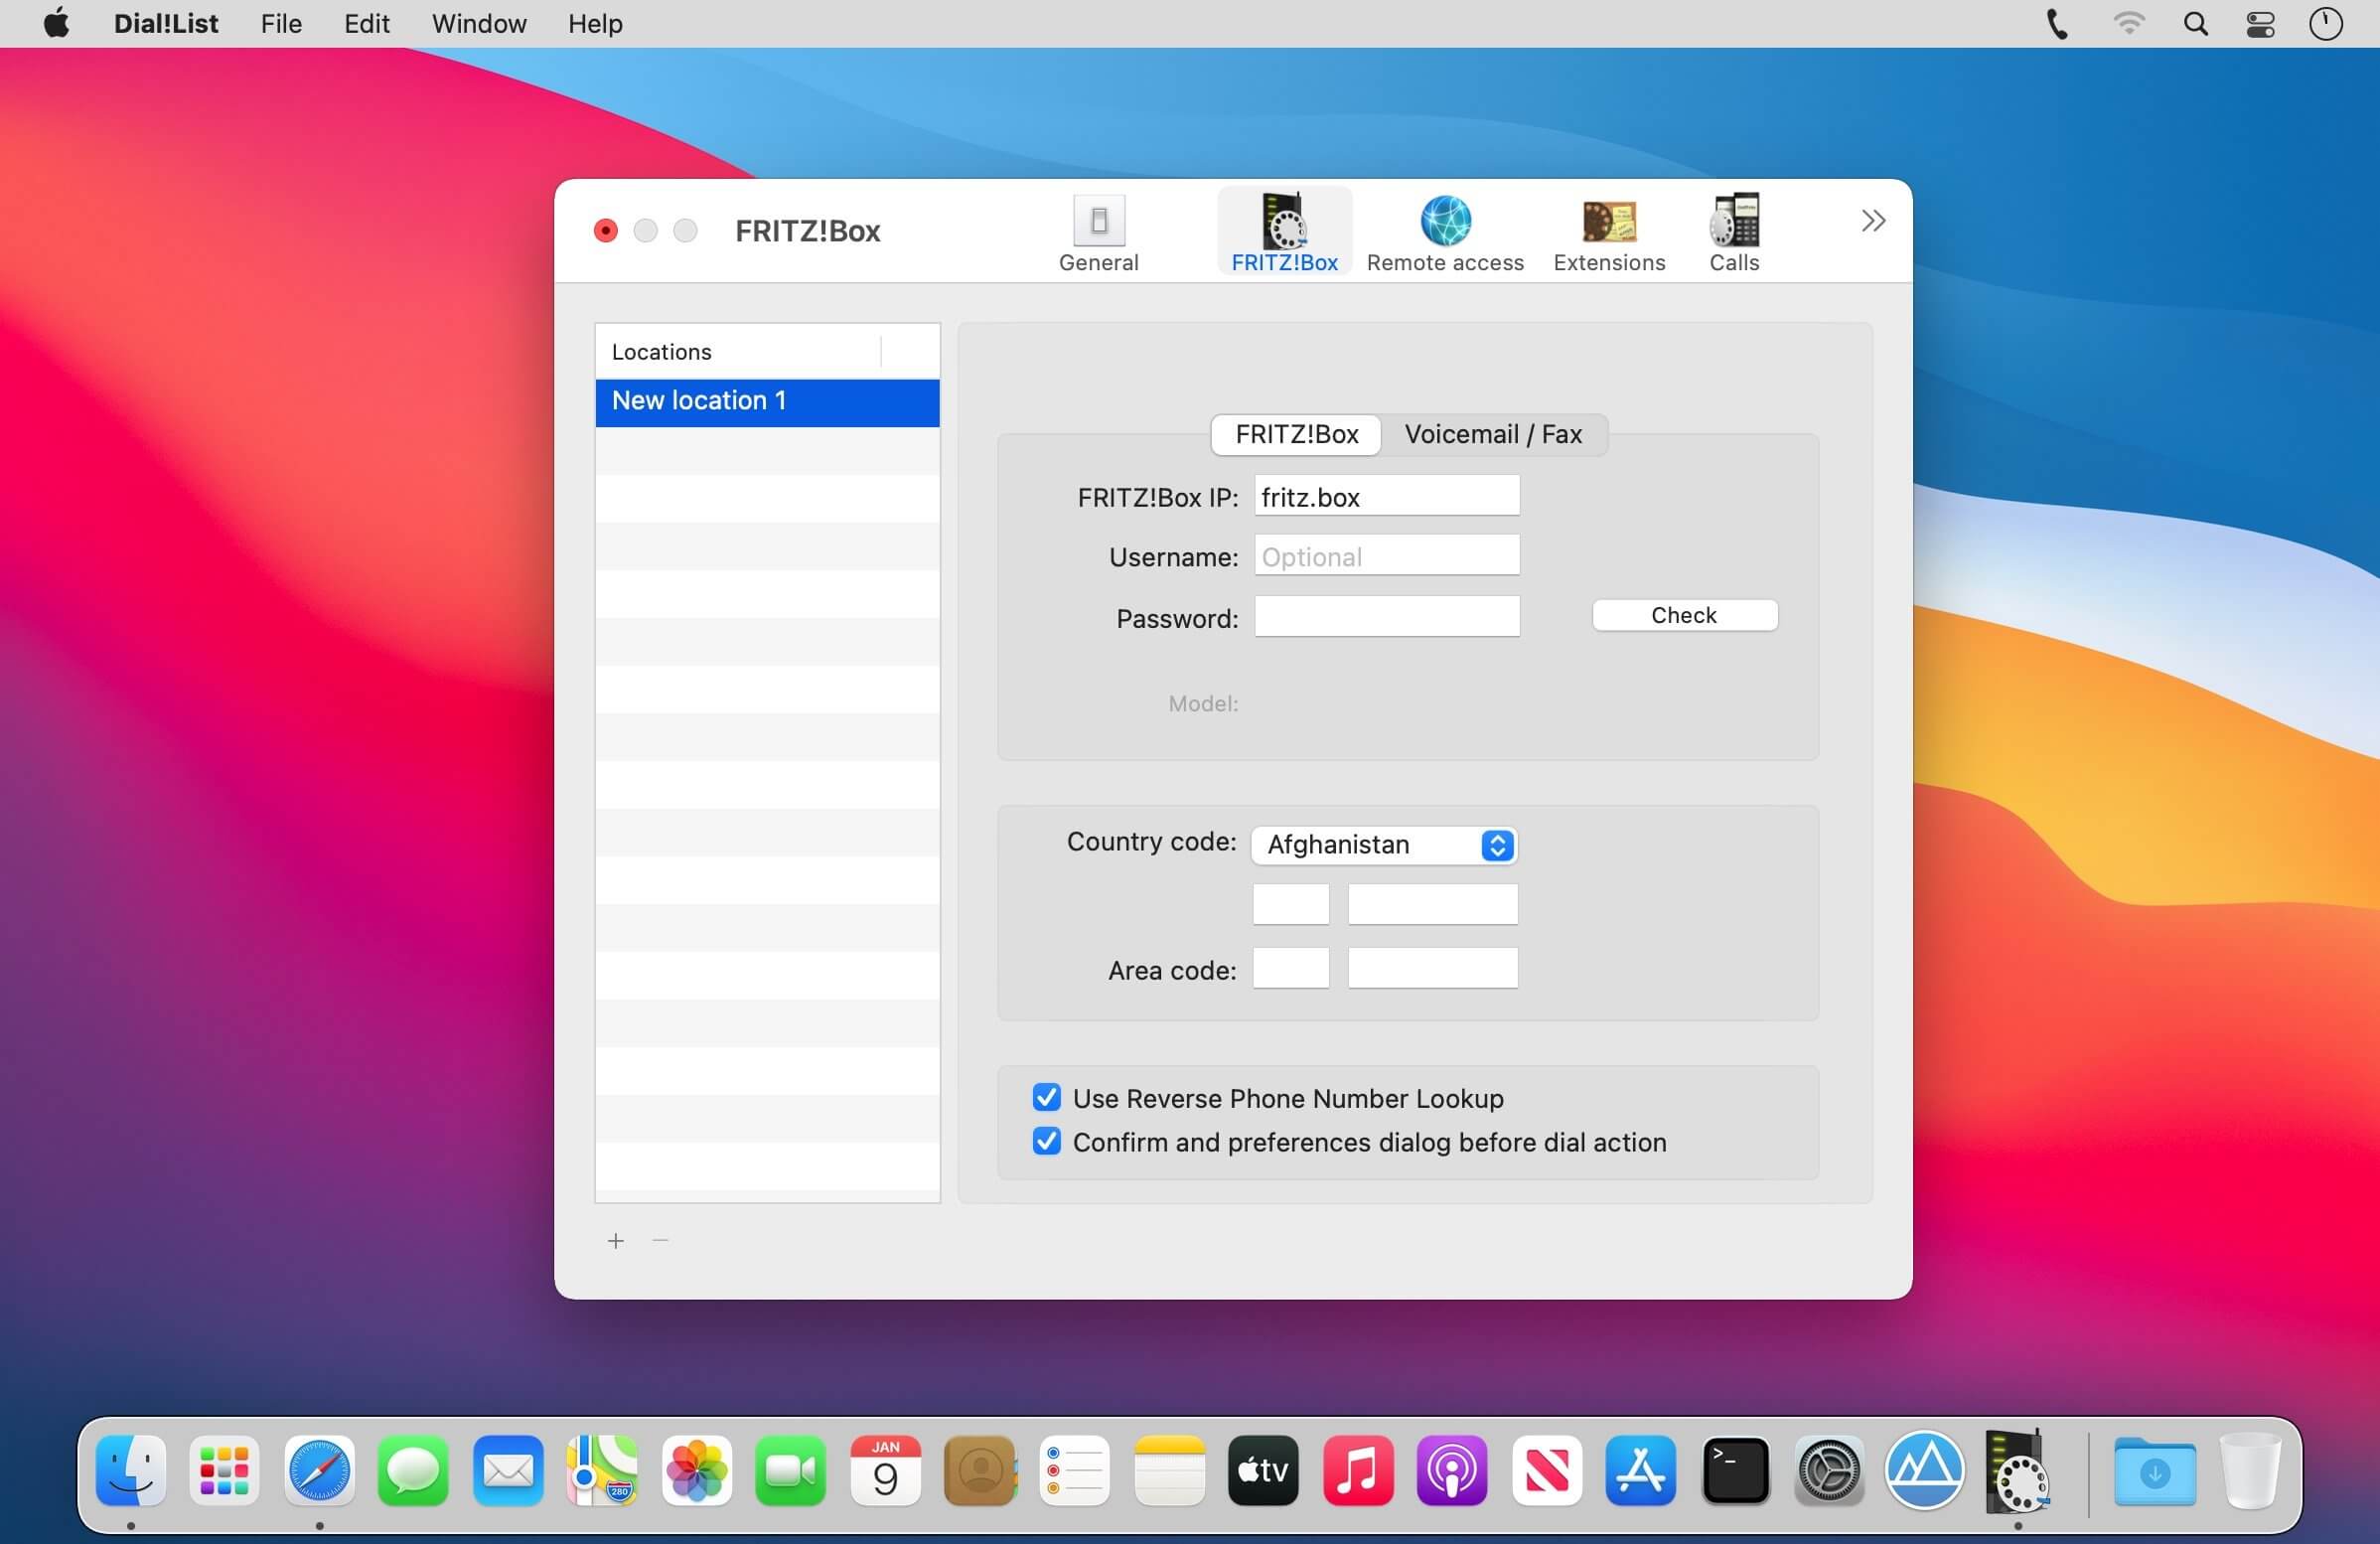 Dial!List File Edit Window Help
FRITZ!Box
General
FRITZ!Box
Remote access
Extensions
Calls
Locations
New location 1
FRITZ!Box
Voicemail / Fax
FRITZ!Box IP: fritz.box
Username: Optional
Password:
Check
Model:
Country code: Afghanistan
Area code:
Use Reverse Phone Number Lookup
Confirm and preferences dialog before dial action
JAN
9
280
tv
>_